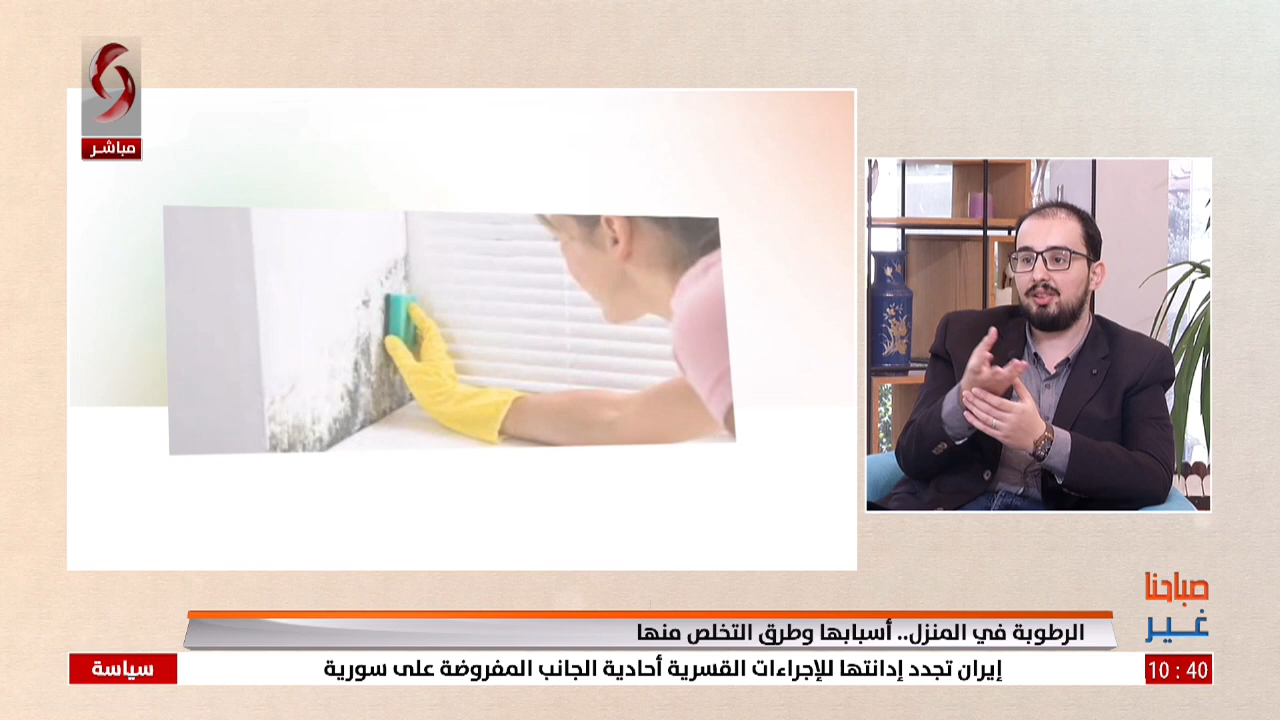 مباشر
صباحنا
غير
الرطوبة في المنزل.. أسبابها وطرق التخلص منها
10 : 40
إيران تجدد إدانتها للإجراءات القسرية أحادية الجانب المفروضة على سورية
سياسة